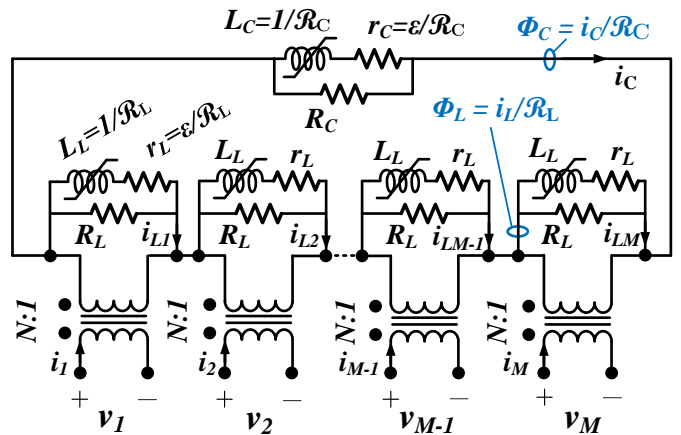 L_C=1/ℛ_C r_C=ε/ℛ_C Φ_C = i_C/ℛ_C
R_C i_C
Φ_L = i_L/ℛ_L
L_L=1/ℛ_L r_L=ε/ℛ_L L_L r_L L_L r_L L_L r_L
R_L i_L1 R_L i_L2 R_L i_LM-1 R_L i_LM
N:1 N:1 N:1 N:1
i_1 i_2 i_M-1 i_M
+ v_1 − + v_2 − + v_M-1 − + v_M −